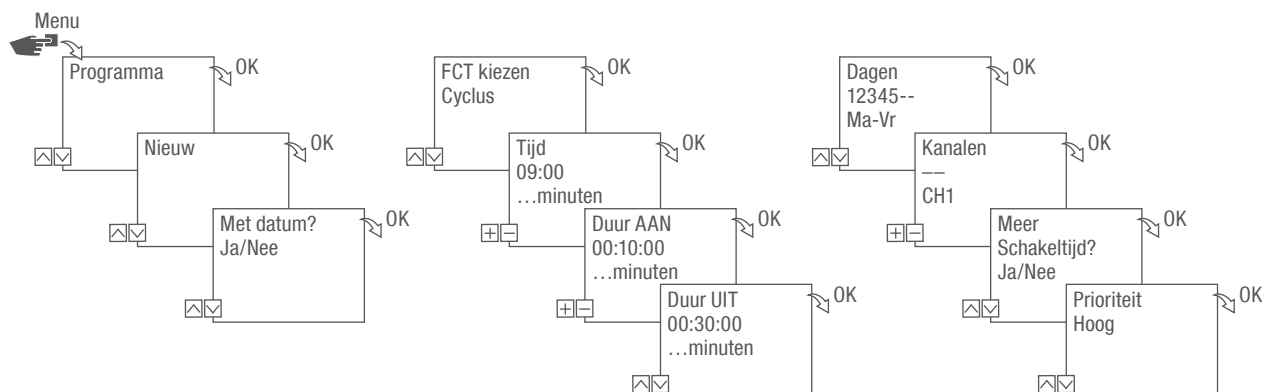 Menu
Programma
OK
Nieuw
OK
Met datum?
Ja/Nee
OK
FCT kiezen
Cyclus
OK
Tijd
09:00
…minuten
OK
Duur AAN
00:10:00
…minuten
OK
Duur UIT
00:30:00
…minuten
OK
Dagen
12345--
Ma-Vr
OK
Kanalen
––
CH1
OK
Meer
Schakeltijd?
Ja/Nee
OK
Prioriteit
Hoog
OK